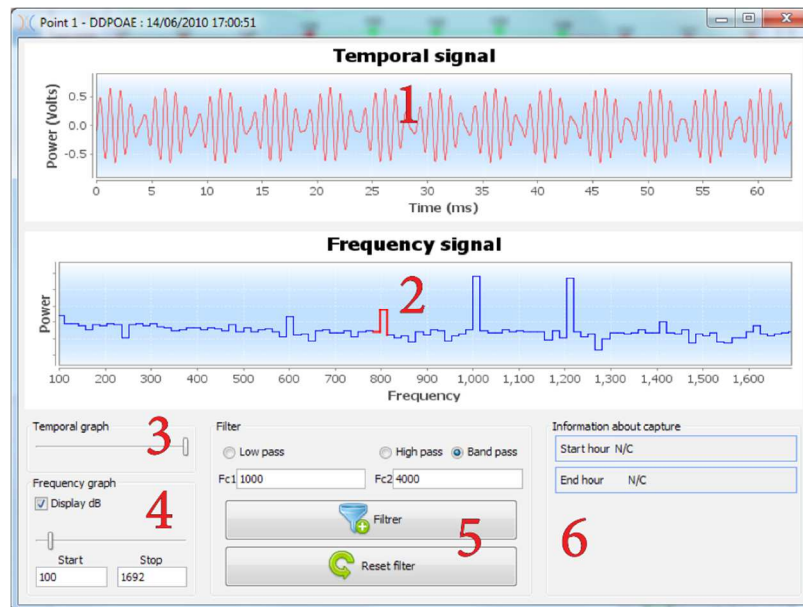 Point 1 - DDPOAE : 14/06/2010 17:00:51
Temporal signal
1
Power (Volts)
0.5
0.0
-0.5
0 5 10 15 20 25 30 35 40 45 50 55 60
Time (ms)
Frequency signal
2
Power
100 200 300 400 500 600 700 800 900 1,000 1,100 1,200 1,300 1,400 1,500 1,600
Frequency
Temporal graph
3
Frequency graph
Display dB
4
Start Stop
100 1692
Filter
Low pass High pass Band pass
Fc1 1000 Fc2 4000
Filtrer
5
Reset filter
Information about capture
Start hour N/C
End hour N/C
6